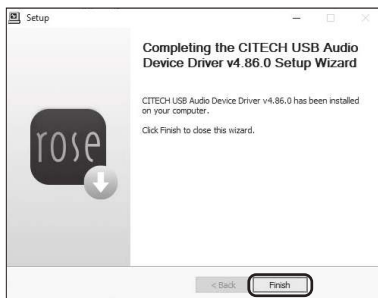 Setup
Completing the CITECH USB Audio
Device Driver v4.86.0 Setup Wizard
CITECH USB Audio Device Driver v4.86.0 has been installed
on your computer.
Click Finish to close this wizard.
rose
< Back
Finish